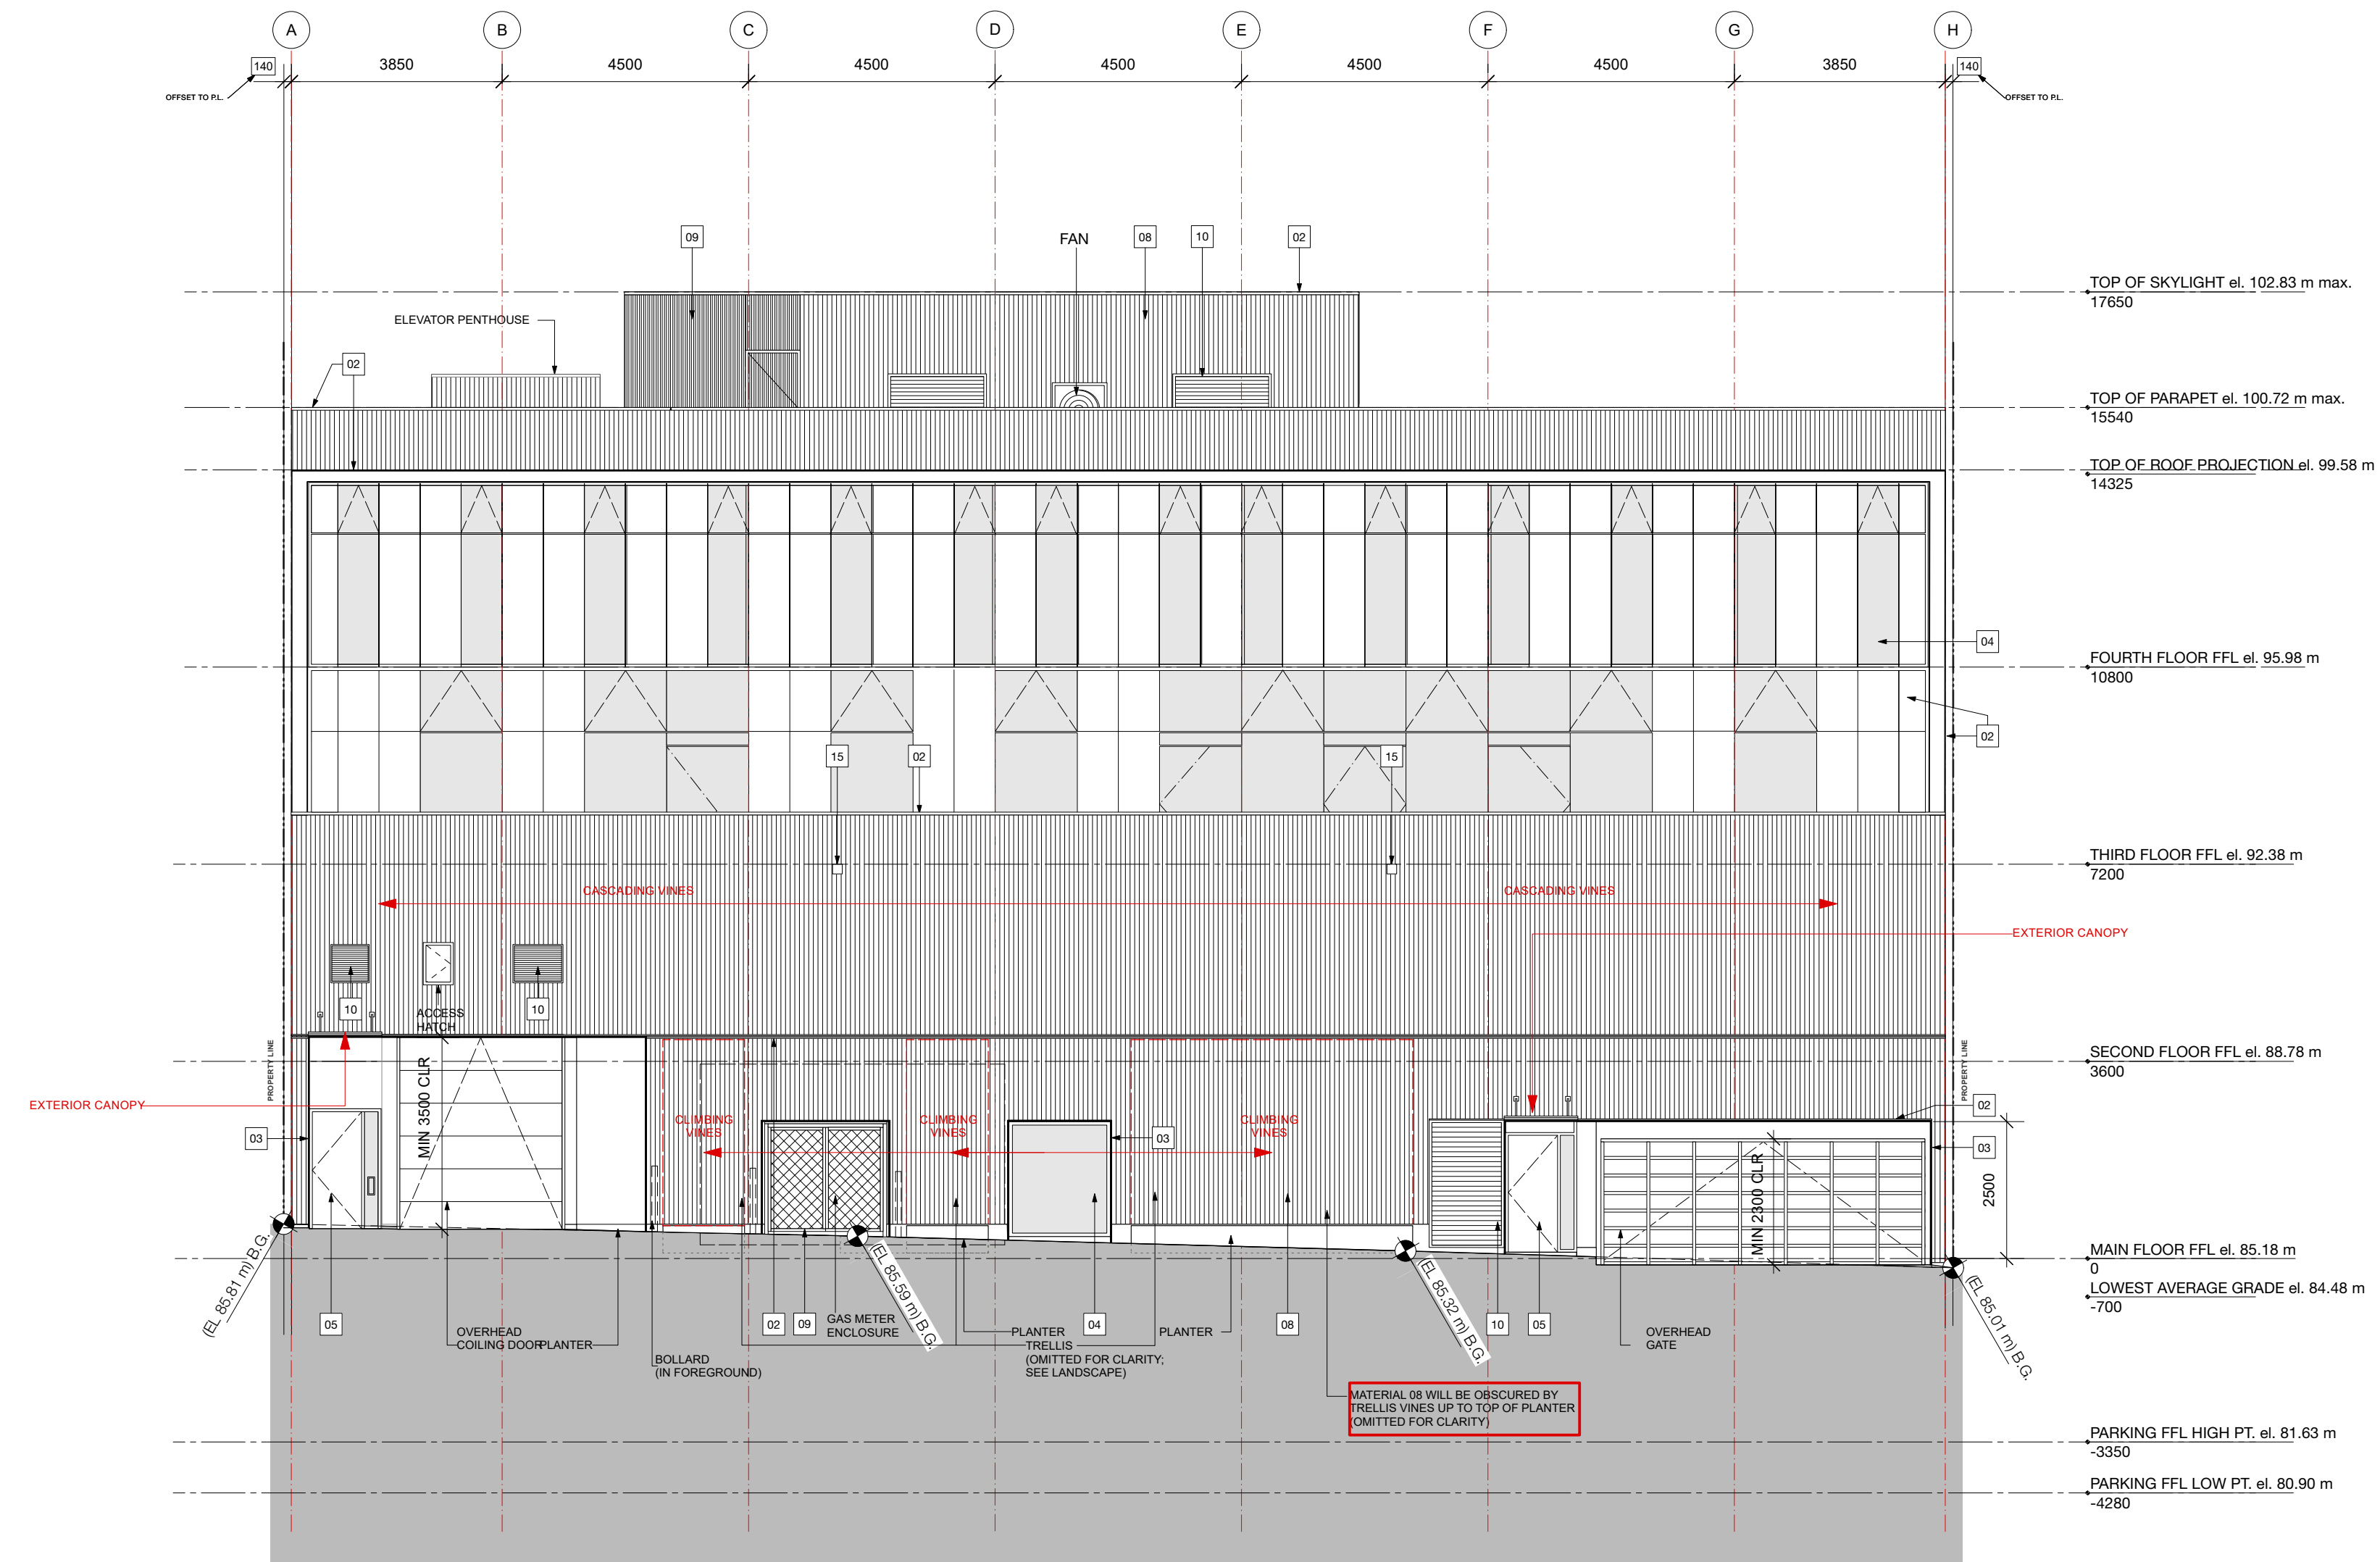 A
B
C
D
E
F
G
H
140
3850
4500
4500
4500
4500
4500
3850
140
OFFSET TO P.L.
OFFSET TO P.L.
09
FAN
08
10
02
TOP OF SKYLIGHT el. 102.83 m max.
17650
ELEVATOR PENTHOUSE
02
TOP OF PARAPET el. 100.72 m max.
15540
TOP OF ROOF PROJECTION el. 99.58 m
14325
04
FOURTH FLOOR FFL el. 95.98 m
10800
02
15
02
15
THIRD FLOOR FFL el. 92.38 m
7200
CASCADING VINES
CASCADING VINES
EXTERIOR CANOPY
10
ACCESS
HATCH
10
PROPERTY LINE
PROPERTY LINE
SECOND FLOOR FFL el. 88.78 m
3600
EXTERIOR CANOPY
MIN 3500 CLR
CLIMBING
VINES
CLIMBING
VINES
CLIMBING
VINES
02
03
03
03
MIN 2300 CLR
2500
MAIN FLOOR FFL el. 85.18 m
0
LOWEST AVERAGE GRADE el. 84.48 m
-700
(EL 85.81 m) B.G.
(EL 85.59 m) B.G.
(EL 85.32 m) B.G.
(EL 85.01 m) B.G.
05
OVERHEAD
COILING DOOR
PLANTER
BOLLARD
(IN FOREGROUND)
02
09
GAS METER
ENCLOSURE
PLANTER
TRELLIS
(OMITTED FOR CLARITY;
SEE LANDSCAPE)
04
PLANTER
08
10
05
OVERHEAD
GATE
MATERIAL 08 WILL BE OBSCURED BY
TRELLIS VINES UP TO TOP OF PLANTER
(OMITTED FOR CLARITY)
PARKING FFL HIGH PT. el. 81.63 m
-3350
PARKING FFL LOW PT. el. 80.90 m
-4280